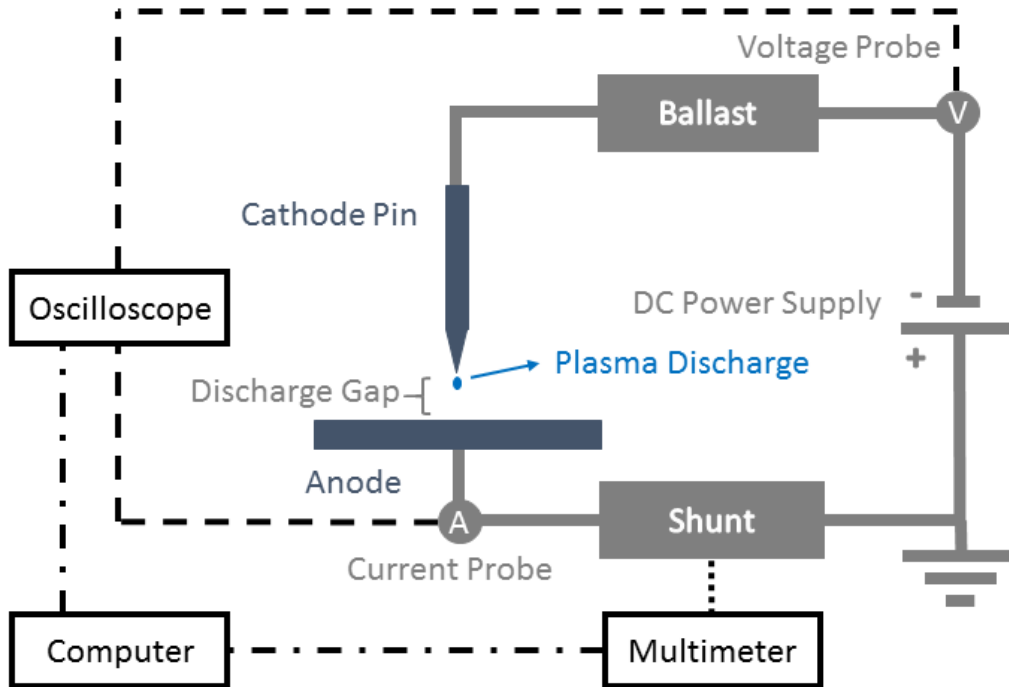 Voltage Probe
Ballast
V
Cathode Pin
Oscilloscope
DC Power Supply
-
+
Plasma Discharge
Discharge Gap
Anode
A
Shunt
Current Probe
Computer
Multimeter